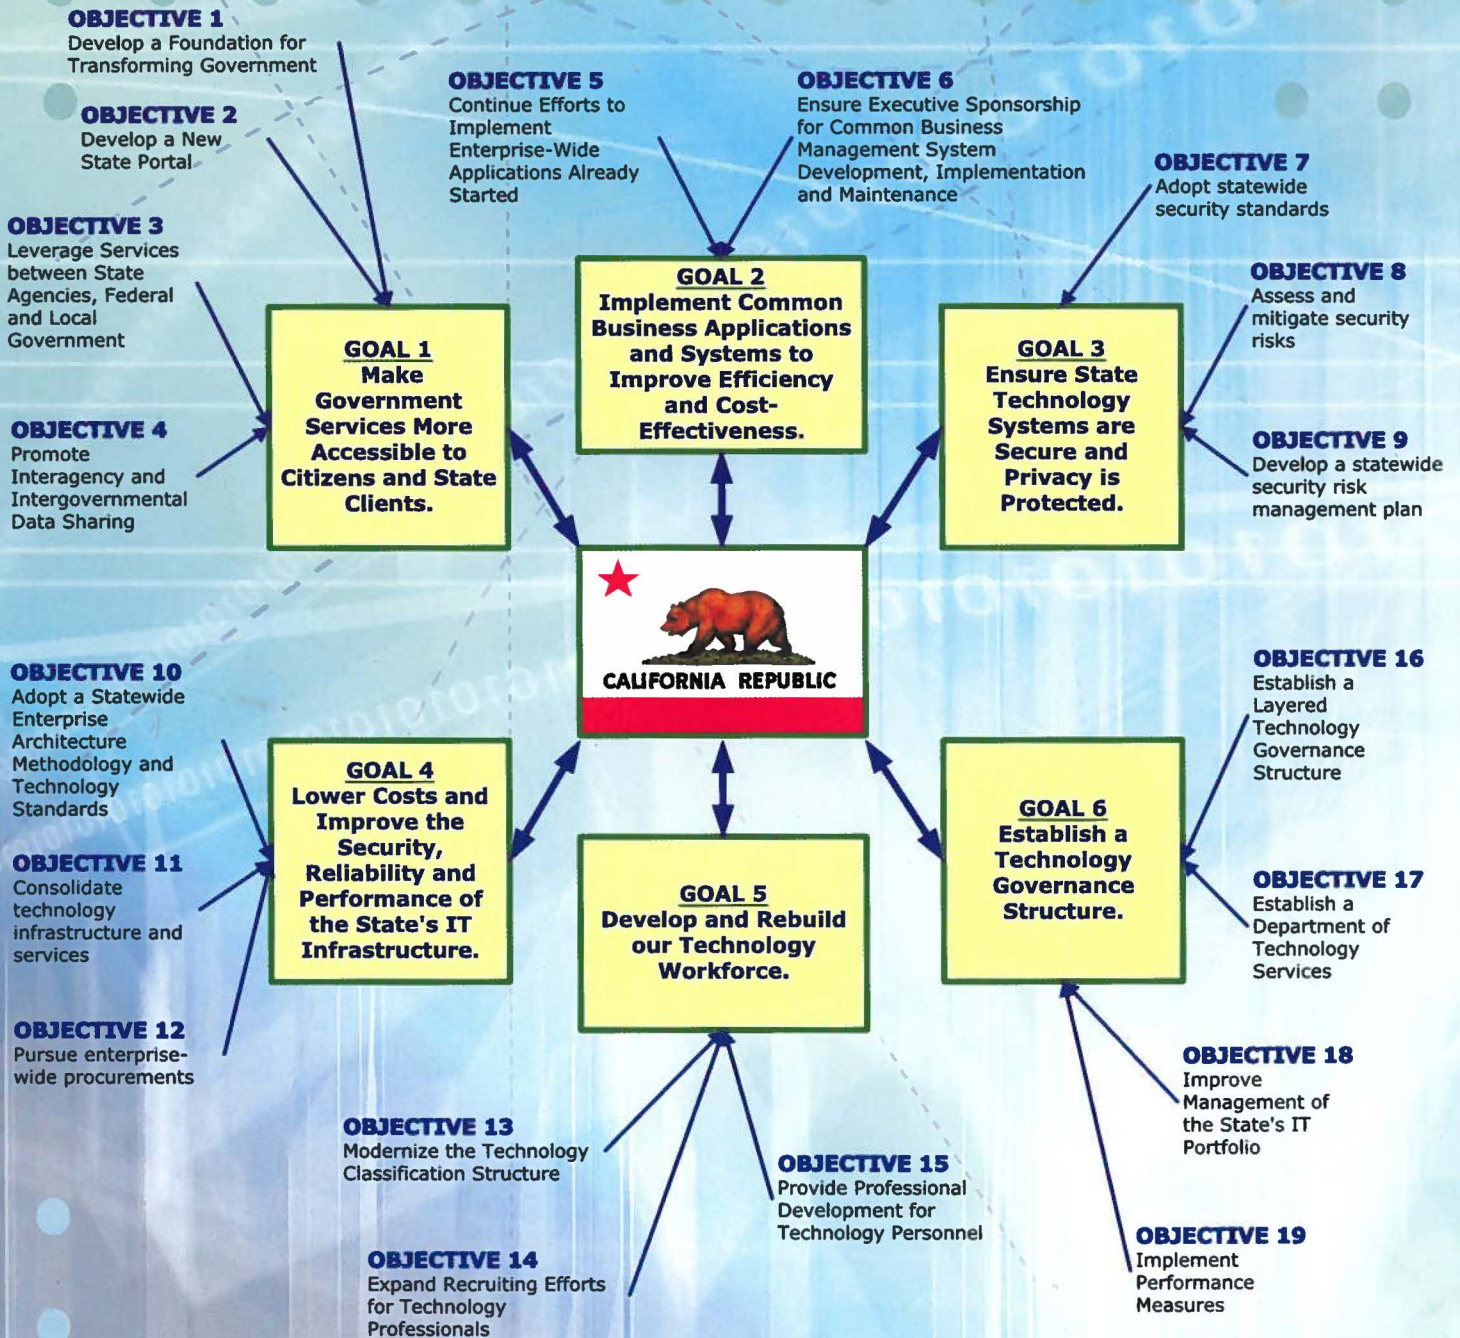 OBJECTIVE 1
Develop a Foundation for
Transforming Government
OBJECTIVE 2
Develop a New
State Portal
OBJECTIVE 3
Leverage Services
between State
Agencies, Federal
and Local
Government
OBJECTIVE 4
Promote
Interagency and
Intergovernmental
Data Sharing
OBJECTIVE 5
Continue Efforts to
Implement
Enterprise-Wide
Applications Already
Started
OBJECTIVE 6
Ensure Executive Sponsorship
for Common Business
Management System
Development, Implementation
and Maintenance
OBJECTIVE 7
Adopt statewide
security standards
OBJECTIVE 8
Assess and
mitigate security
risks
OBJECTIVE 9
Develop a statewide
security risk
management plan
GOAL 1
Make
Government
Services More
Accessible to
Citizens and State
Clients.
GOAL 2
Implement Common
Business Applications
and Systems to
Improve Efficiency
and Cost-
Effectiveness.
GOAL 3
Ensure State
Technology
Systems are
Secure and
Privacy is
Protected.
CALIFORNIA REPUBLIC
OBJECTIVE 10
Adopt a Statewide
Enterprise
Architecture
Methodology and
Technology
Standards
OBJECTIVE 11
Consolidate
technology
infrastructure and
services
OBJECTIVE 12
Pursue enterprise-
wide procurements
GOAL 4
Lower Costs and
Improve the
Security,
Reliability and
Performance of
the State's IT
Infrastructure.
GOAL 5
Develop and Rebuild
our Technology
Workforce.
GOAL 6
Establish a
Technology
Governance
Structure.
OBJECTIVE 16
Establish a
Layered
Technology
Governance
Structure
OBJECTIVE 17
Establish a
Department of
Technology
Services
OBJECTIVE 18
Improve
Management of
the State's IT
Portfolio
OBJECTIVE 19
Implement
Performance
Measures
OBJECTIVE 13
Modernize the Technology
Classification Structure
OBJECTIVE 14
Expand Recruiting Efforts
for Technology
Professionals
OBJECTIVE 15
Provide Professional
Development for
Technology Personnel